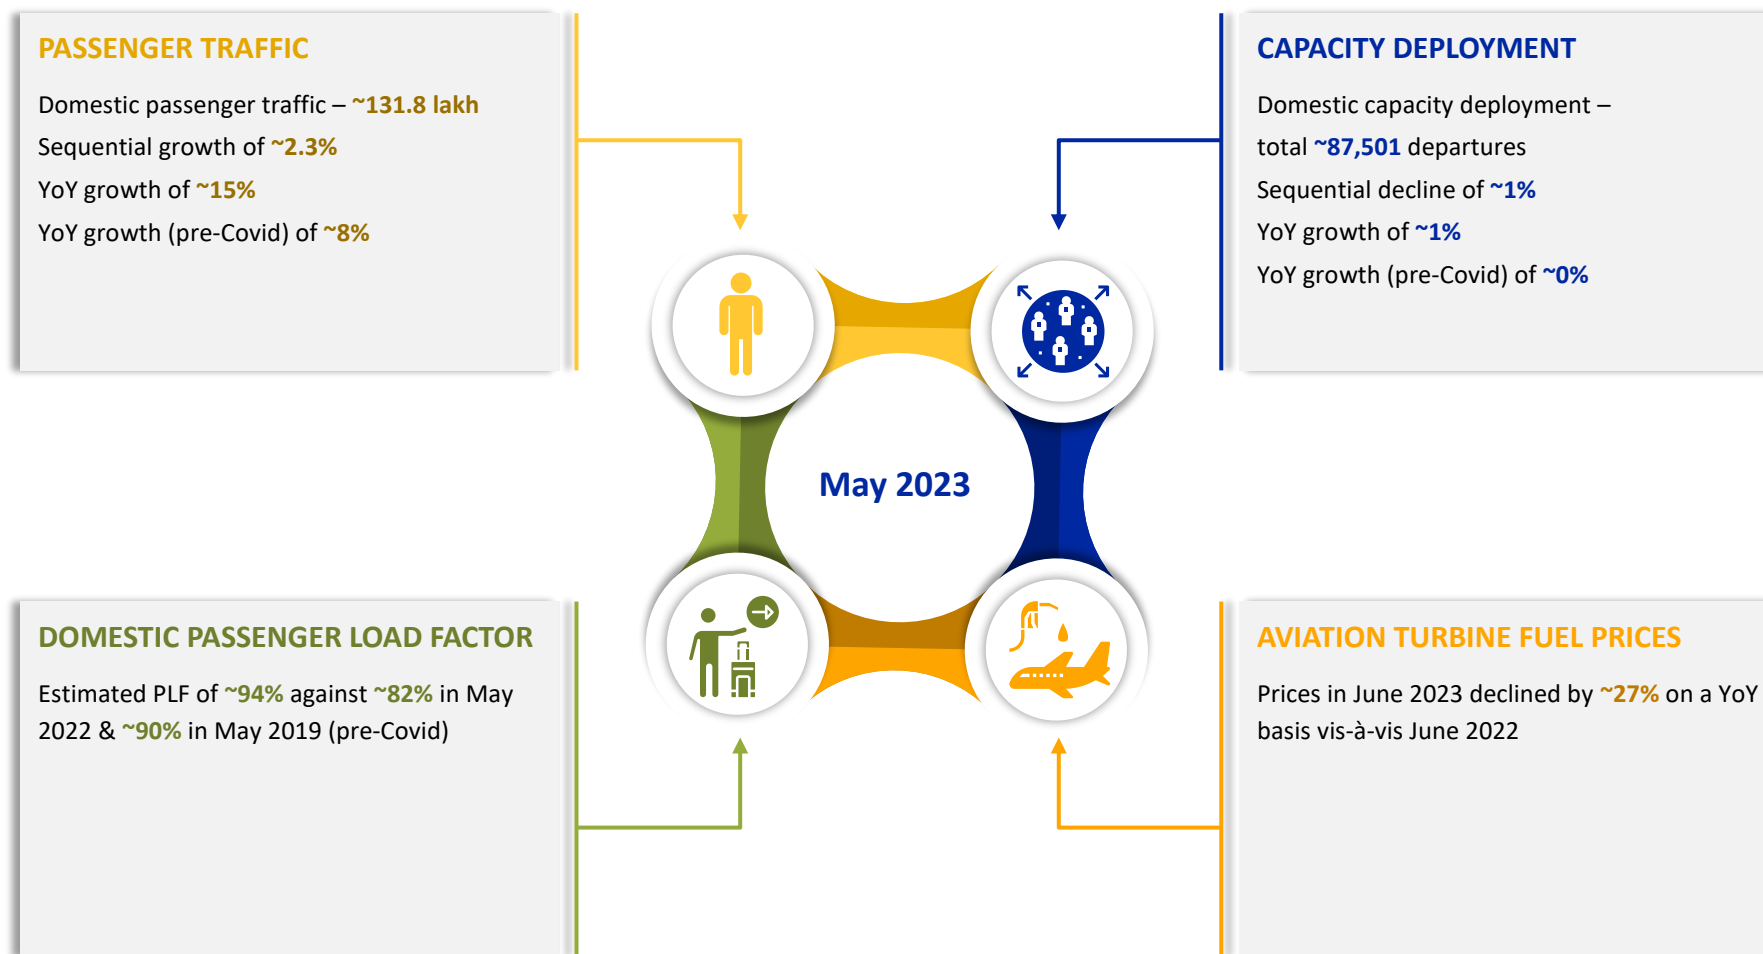 PASSENGER TRAFFIC
Domestic passenger traffic – ~131.8 lakh
Sequential growth of ~2.3%
YoY growth of ~15%
YoY growth (pre-Covid) of ~8%
CAPACITY DEPLOYMENT
Domestic capacity deployment –
total ~87,501 departures
Sequential decline of ~1%
YoY growth of ~1%
YoY growth (pre-Covid) of ~0%
May 2023
DOMESTIC PASSENGER LOAD FACTOR
Estimated PLF of ~94% against ~82% in May
2022 & ~90% in May 2019 (pre-Covid)
AVIATION TURBINE FUEL PRICES
Prices in June 2023 declined by ~27% on a YoY
basis vis-à-vis June 2022